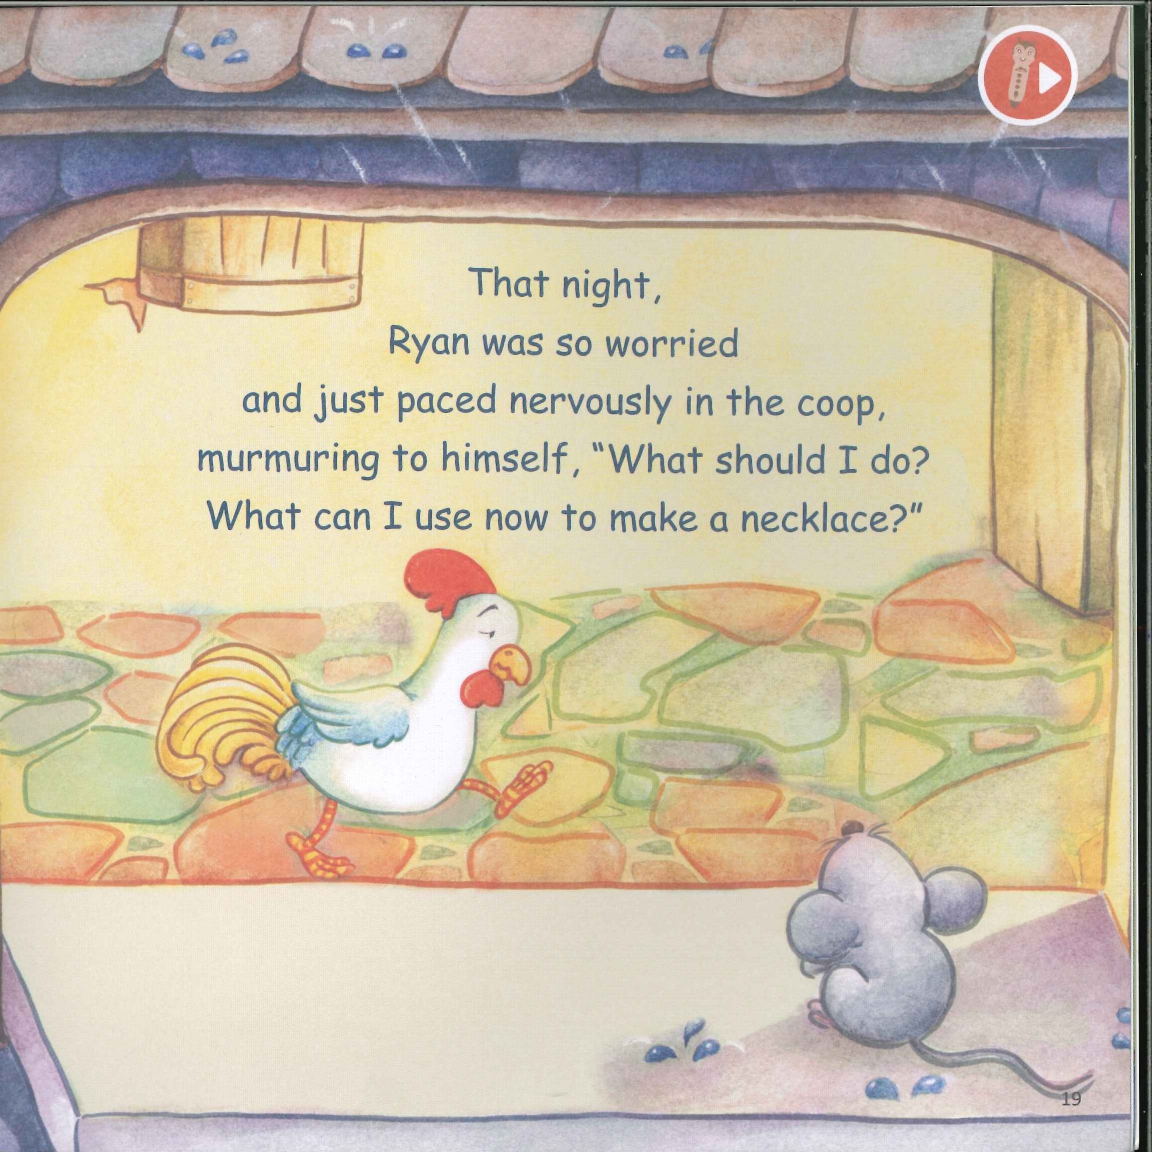 That night,
Ryan was so worried
and just paced nervously in the coop,
murmuring to himself, “What should I do?
What can I use now to make a necklace?”
19